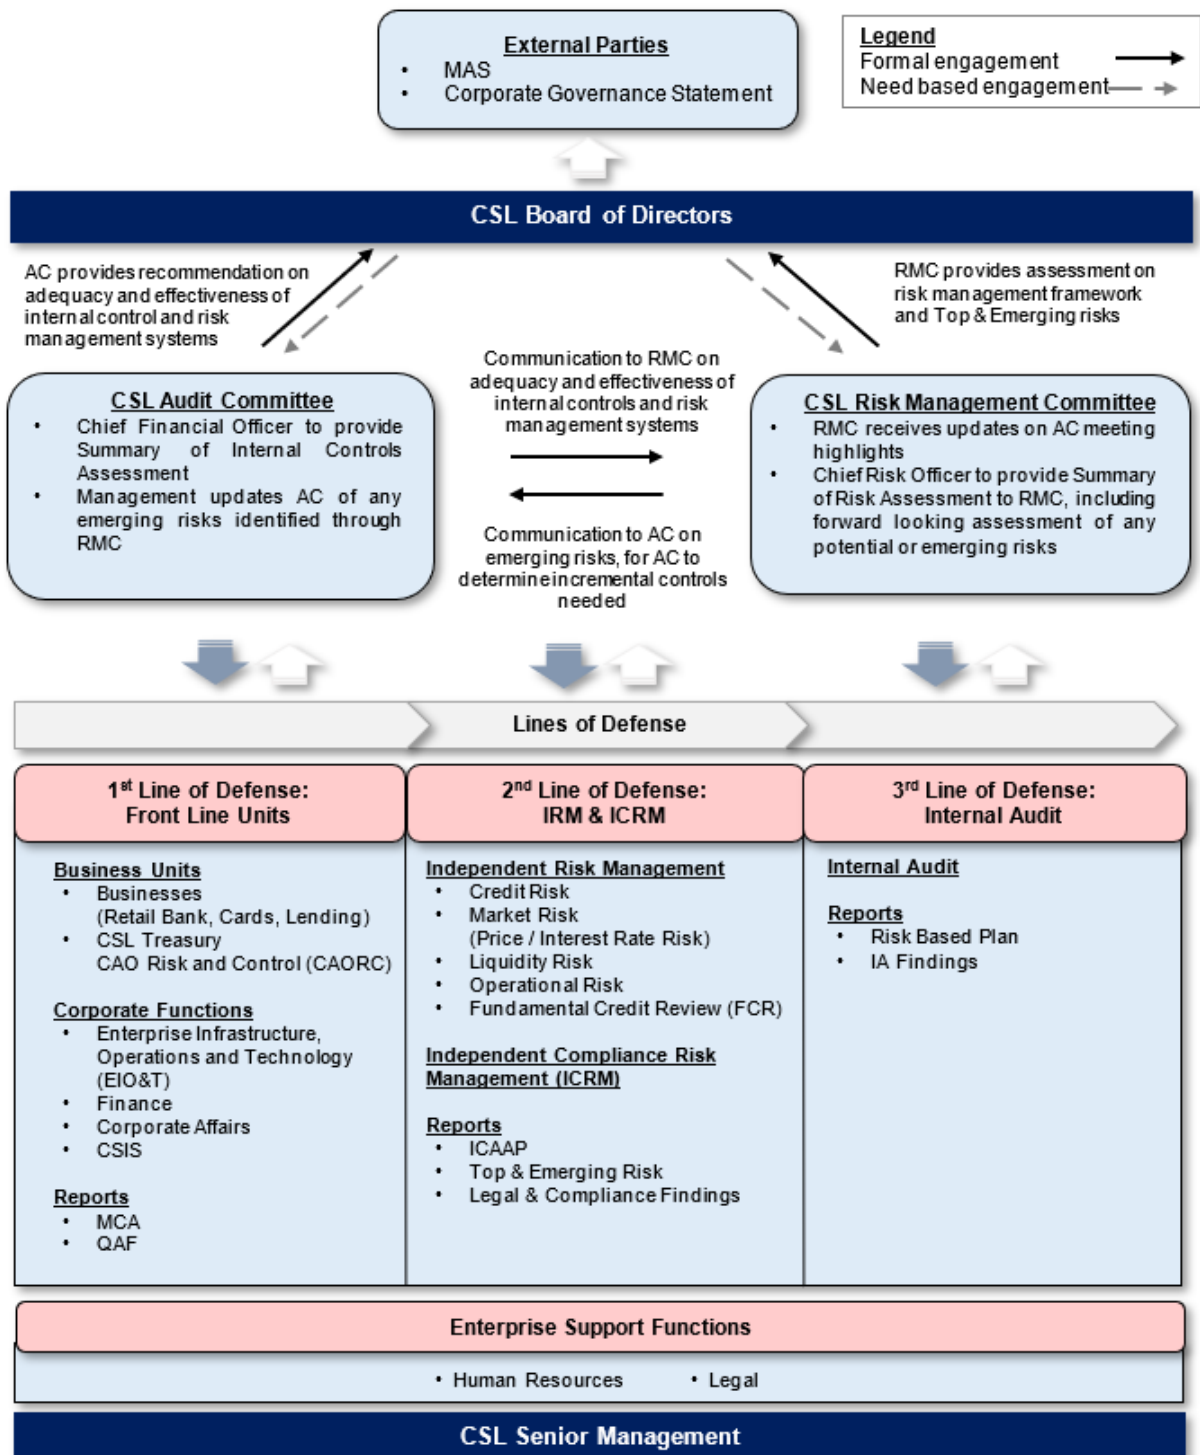 External Parties
• MAS
• Corporate Governance Statement
Legend
Formal engagement
Need based engagement
CSL Board of Directors
AC provides recommendation on
adequacy and effectiveness of
internal control and risk
management systems
RMC provides assessment on
risk management framework
and Top & Emerging risks
CSL Audit Committee
• Chief Financial Officer to provide
Summary of Internal Controls
Assessment
• Management updates AC of any
emerging risks identified through
RMC
Communication to RMC on
adequacy and effectiveness of
internal controls and risk
management systems
Communication to AC on
emerging risks, for AC to
determine incremental controls
needed
CSL Risk Management Committee
• RMC receives updates on AC meeting
highlights
• Chief Risk Officer to provide Summary
of Risk Assessment to RMC, including
forward looking assessment of any
potential or emerging risks
Lines of Defense
1st Line of Defense:
Front Line Units
Business Units
• Businesses
(Retail Bank, Cards, Lending)
• CSL Treasury
CAO Risk and Control (CAORC)
Corporate Functions
• Enterprise Infrastructure,
Operations and Technology
(EIO&T)
• Finance
• Corporate Affairs
• CSIS
Reports
• MCA
• QAF
2nd Line of Defense:
IRM & ICRM
Independent Risk Management
• Credit Risk
• Market Risk
(Price / Interest Rate Risk)
• Liquidity Risk
• Operational Risk
• Fundamental Credit Review (FCR)
Independent Compliance Risk
Management (ICRM)
Reports
• ICAAP
• Top & Emerging Risk
• Legal & Compliance Findings
3rd Line of Defense:
Internal Audit
Internal Audit
Reports
• Risk Based Plan
• IA Findings
Enterprise Support Functions
• Human Resources • Legal
CSL Senior Management